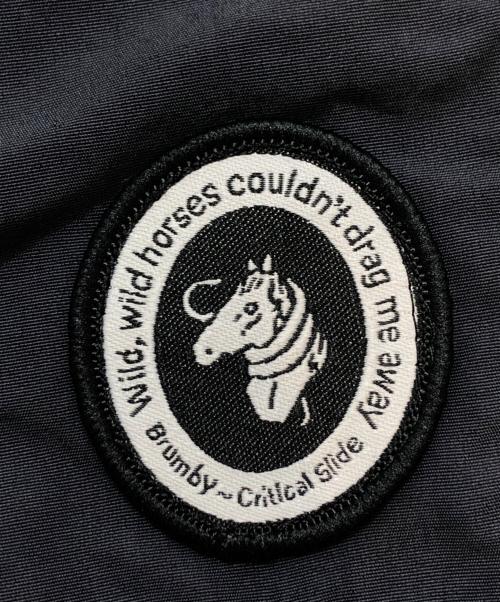 Wild, wild horses couldn't drag me away
Brumby ~ Critical Slide